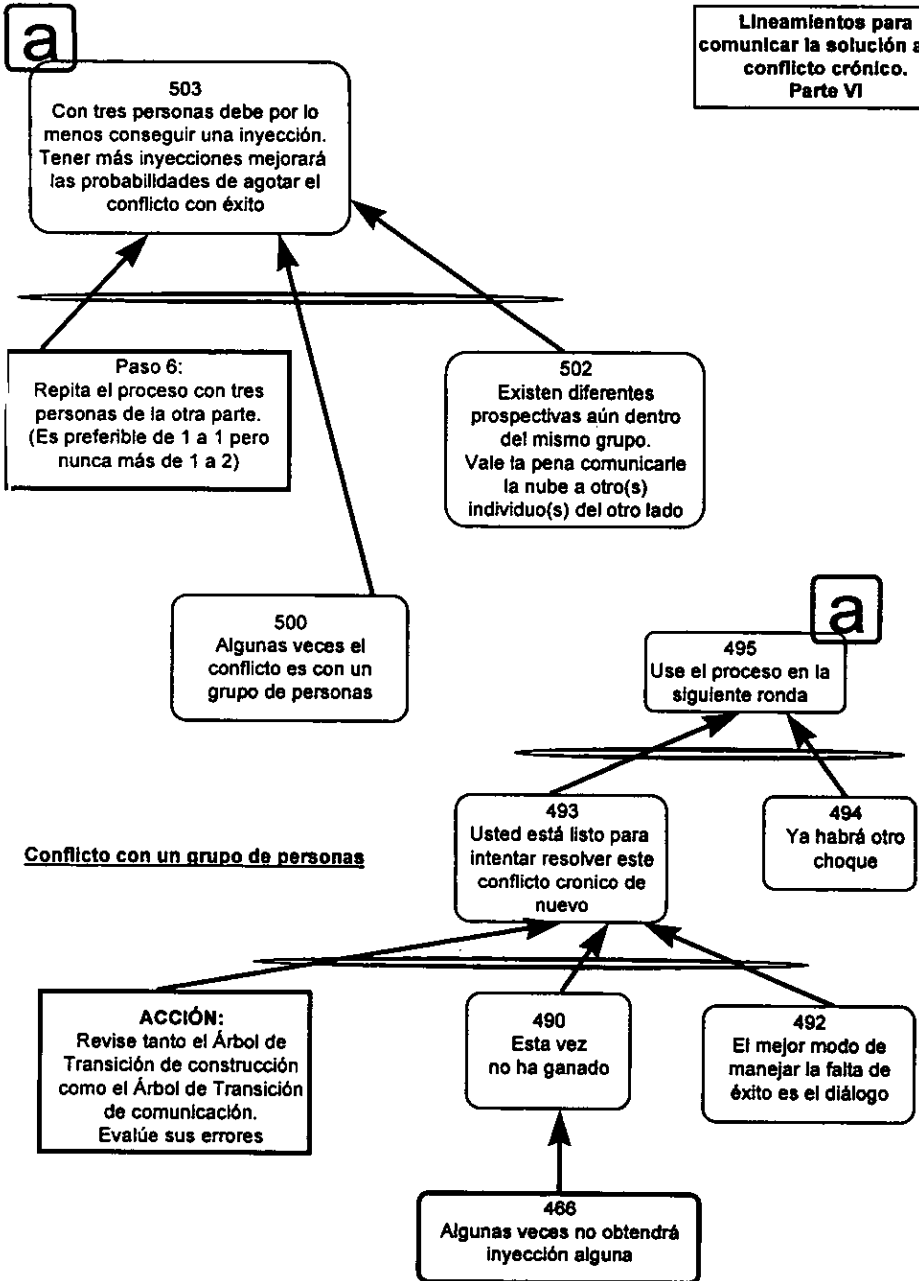 a
Lineamientos para
comunicar la solución a
conflicto crónico.
Parte VI
503
Con tres personas debe por lo
menos conseguir una inyección.
Tener más inyecciones mejorará
las probabilidades de agotar el
conflicto con éxito
Paso 6:
Repita el proceso con tres
personas de la otra parte.
(Es preferible de 1 a 1 pero
nunca más de 1 a 2)
502
Existen diferentes
prospectivas aún dentro
del mismo grupo.
Vale la pena comunicarle
la nube a otro(s)
individuo(s) del otro lado
500
Algunas veces el
conflicto es con un
grupo de personas
a
495
Use el proceso en la
siguiente ronda
Conflicto con un grupo de personas
493
Usted está listo para
intentar resolver este
conflicto cronico de
nuevo
494
Ya habrá otro
choque
ACCIÓN:
Revise tanto el Árbol de
Transición de construcción
como el Árbol de Transición
de comunicación.
Evalúe sus errores
490
Esta vez
no ha ganado
492
El mejor modo de
manejar la falta de
éxito es el diálogo
466
Algunas veces no obtendrá
inyección alguna